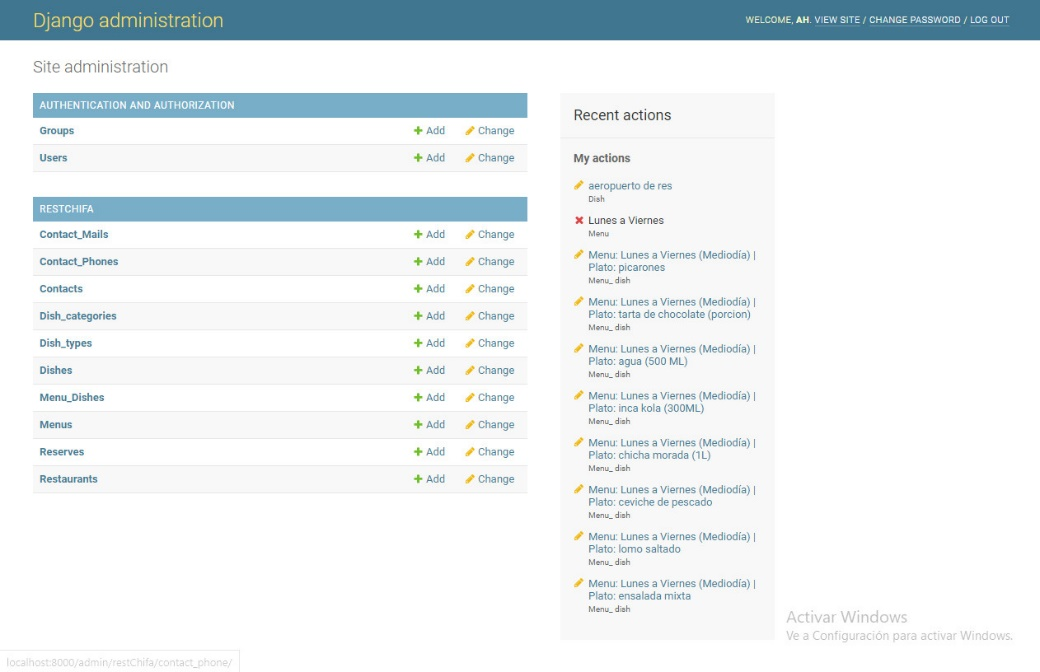 Django administration
WELCOME, AH. VIEW SITE / CHANGE PASSWORD / LOG OUT
Site administration
AUTHENTICATION AND AUTHORIZATION
Groups Add Change
Users Add Change
RESTCHIFA
Contact_Mails Add Change
Contact_Phones Add Change
Contacts Add Change
Dish_categories Add Change
Dish_types Add Change
Dishes Add Change
Menu_Dishes Add Change
Menus Add Change
Reserves Add Change
Restaurants Add Change
Recent actions
My actions
aeropuerto de res
Dish
Lunes a Viernes
Menu
Menu: Lunes a Viernes (Mediodía) |
Plato: picarones
Menu_ dish
Menu: Lunes a Viernes (Mediodía) |
Plato: tarta de chocolate (porcion)
Menu_ dish
Menu: Lunes a Viernes (Mediodía) |
Plato: agua (500 ML)
Menu_ dish
Menu: Lunes a Viernes (Mediodía) |
Plato: inca kola (300ML)
Menu_ dish
Menu: Lunes a Viernes (Mediodía) |
Plato: chicha morada (1L)
Menu_ dish
Menu: Lunes a Viernes (Mediodía) |
Plato: ceviche de pescado
Menu_ dish
Menu: Lunes a Viernes (Mediodía) |
Plato: lomo saltado
Menu_ dish
Menu: Lunes a Viernes (Mediodía) |
Plato: ensalada mixta
Menu_ dish
Activar Windows
Ve a Configuración para activar Windows.
localhost:8000/admin/restChifa/contact_phone/